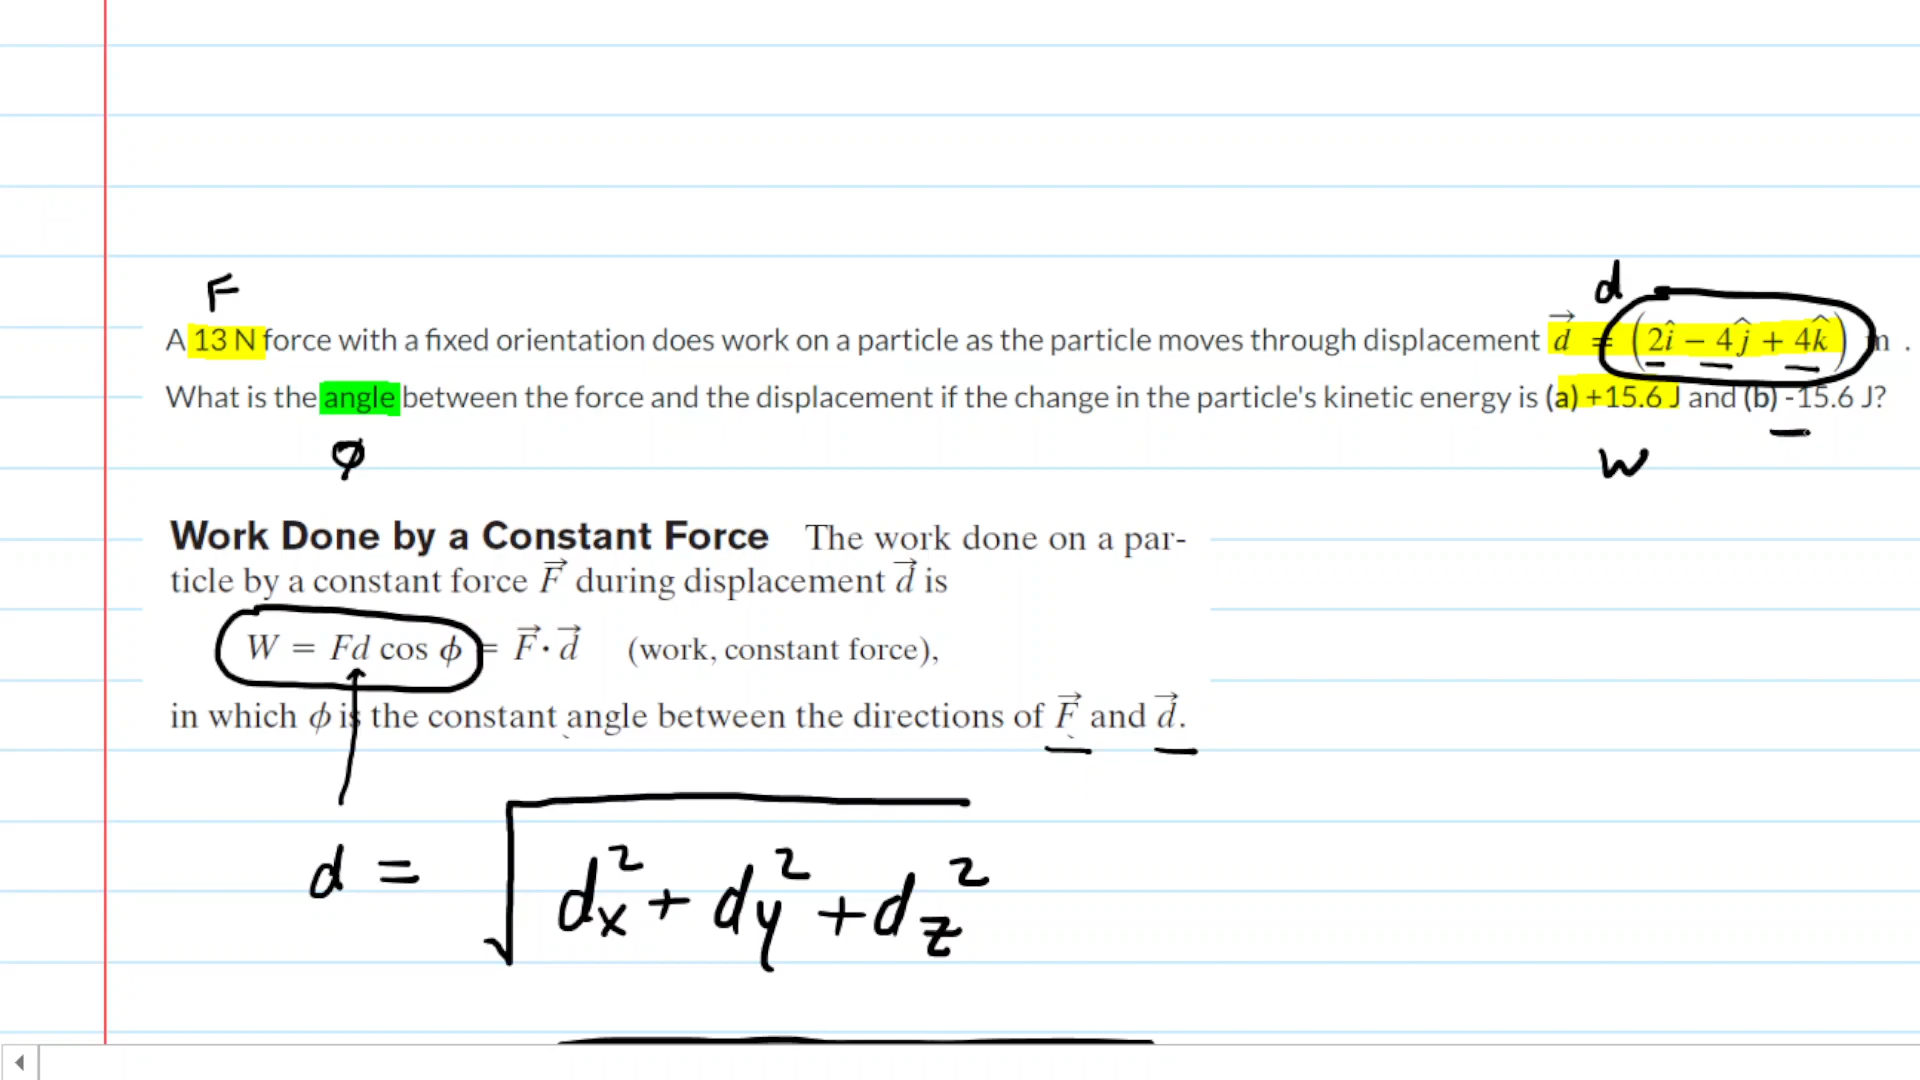 F
d
A 13 N force with a fixed orientation does work on a particle as the particle moves through displacement d⃗ = (2î − 4ĵ + 4k̂) m .
What is the angle between the force and the displacement if the change in the particle's kinetic energy is (a) +15.6 J and (b) -15.6 J?
φ
W
Work Done by a Constant Force The work done on a par-
ticle by a constant force F⃗ during displacement d⃗ is
W = Fd cos ϕ = F⃗ · d⃗ (work, constant force),
in which ϕ is the constant angle between the directions of F⃗ and d⃗.
d = √(dx² + dy² + dz²)